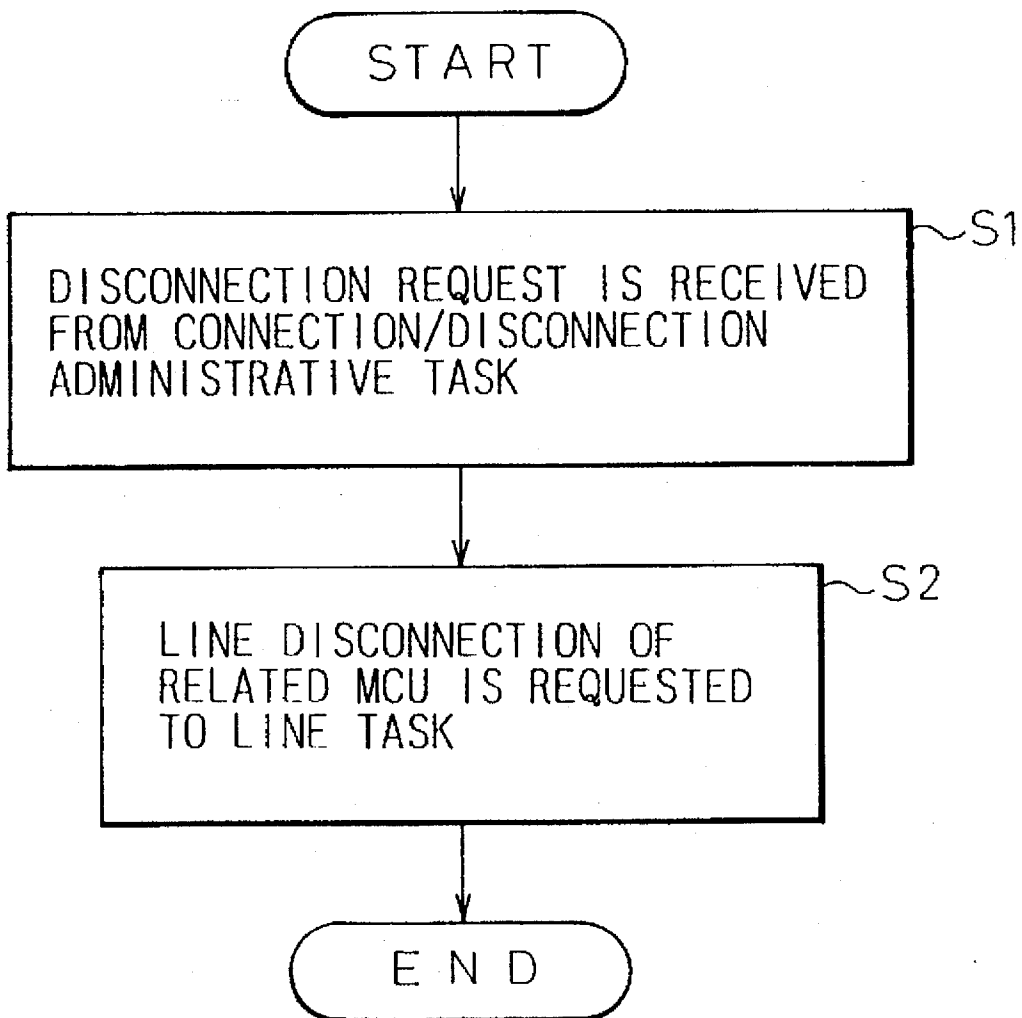 START
S1
DISCONNECTION REQUEST IS RECEIVED
FROM CONNECTION/DISCONNECTION
ADMINISTRATIVE TASK
S2
LINE DISCONNECTION OF
RELATED MCU IS REQUESTED
TO LINE TASK
END